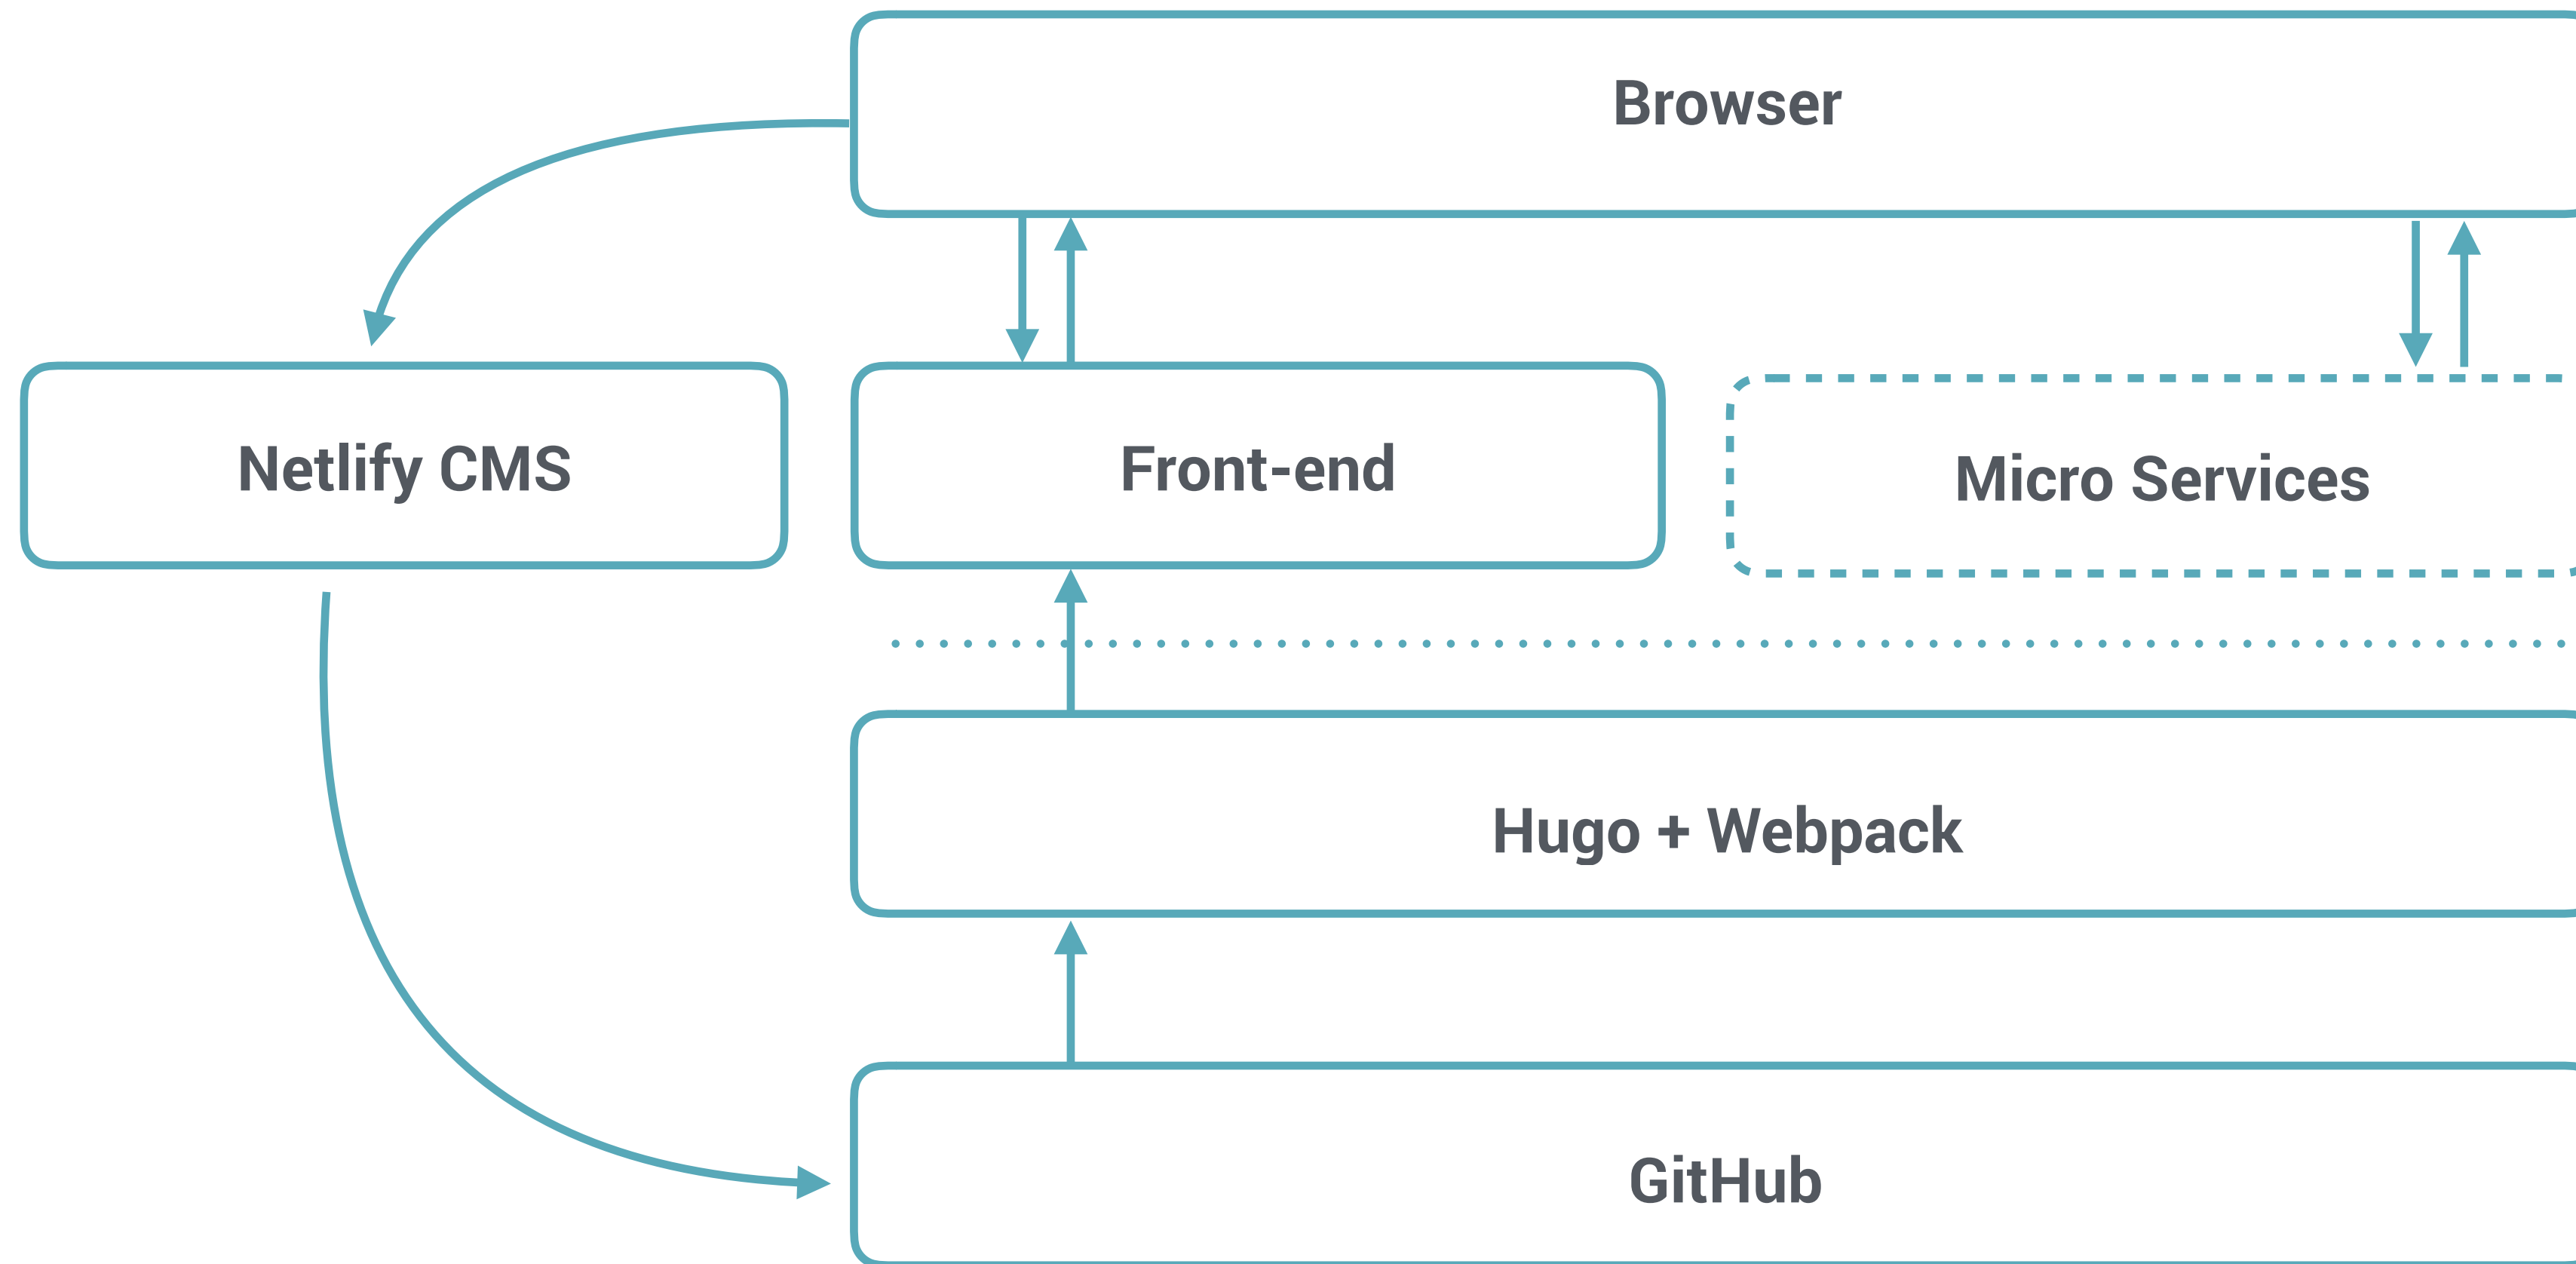 Browser
Netlify CMS
Front-end
Micro Services
Hugo + Webpack
GitHub